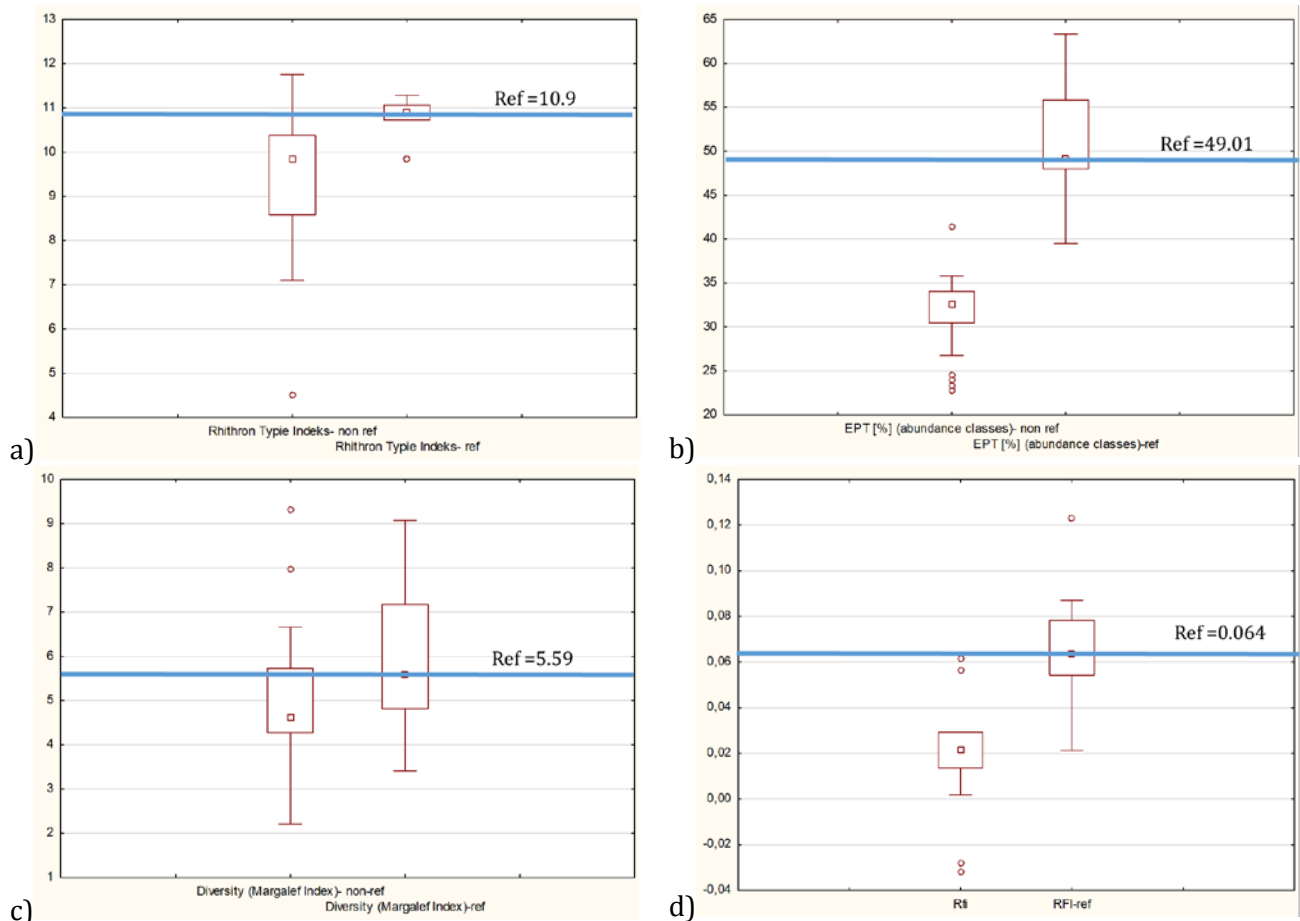 13
12
11
10
9
8
7
6
5
4
Ref =10.9
Rhithron Typie Indeks- non ref
Rhithron Typie Indeks- ref
a)
65
60
55
50
45
40
35
30
25
20
Ref =49.01
EPT [%] (abundance classes)- non ref
EPT [%] (abundance classes)-ref
b)
10
9
8
7
6
5
4
3
2
1
Ref =5.59
Diversity (Margalef Index)- non-ref
Diversity (Margalef Index)-ref
c)
0,14
0,12
0,10
0,08
0,06
0,04
0,02
0,00
-0,02
-0,04
Ref =0.064
Rfi RFI-ref
d)